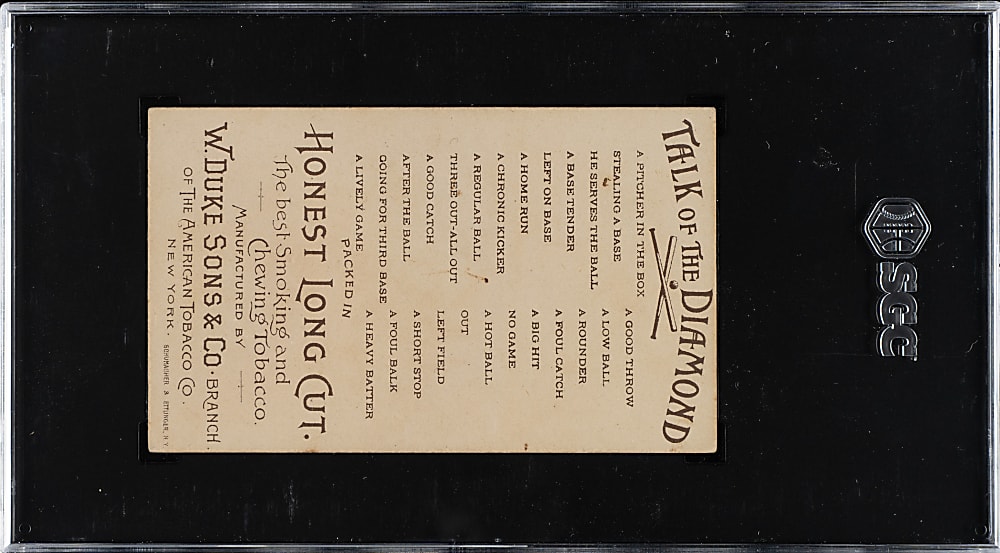 TALK OF THE DIAMOND
A PITCHER IN THE BOX
A GOOD THROW
STEALING A BASE
A LOW BALL
HE SERVES THE BALL
A ROUNDER
A BASE TENDER
A FOUL CATCH
LEFT ON BASE
A BIG HIT
A HOME RUN
NO GAME
A CHRONIC KICKER
A HOT BALL
A REGULAR BALL
OUT
THREE OUT-ALL OUT
LEFT FIELD
A GOOD CATCH
A SHORT STOP
AFTER THE BALL
A FOUL BALK
GOING FOR THIRD BASE
A HEAVY BATTER
A LIVELY GAME
PACKED IN
HONEST LONG CUT.
The best Smoking and
Chewing Tobacco.
MANUFACTURED BY
W. DUKE SONS & CO. BRANCH
OF THE AMERICAN TOBACCO CO.
NEW YORK.
SCHUMACHER & ETTLINGER, N.Y.
SGC